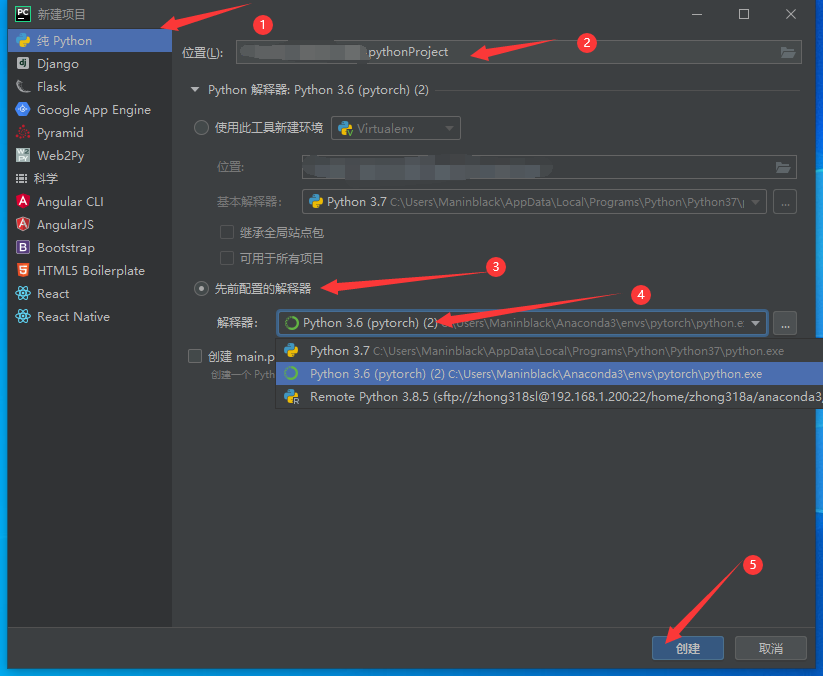 PC 新建项目
1
纯 Python
Django
Flask
Google App Engine
Pyramid
Web2Py
科学
Angular CLI
AngularJS
Bootstrap
HTML5 Boilerplate
React
React Native
位置(L): pythonProject
2
Python 解释器: Python 3.6 (pytorch) (2)
使用此工具新建环境 Virtualenv
位置:
基本解释器: Python 3.7 C:\Users\Maninblack\AppData\Local\Programs\Python\Python37\ ...
继承全局站点包
可用于所有项目
3
先前配置的解释器
4
解释器: Python 3.6 (pytorch) (2) C:\Users\Maninblack\Anaconda3\envs\pytorch\python.e ...
Python 3.7 C:\Users\Maninblack\AppData\Local\Programs\Python\Python37\python.exe
Python 3.6 (pytorch) (2) C:\Users\Maninblack\Anaconda3\envs\pytorch\python.exe
Remote Python 3.8.5 (sftp://zhong318sl@192.168.1.200:22/home/zhong318a/anaconda3/
创建 main.p
创建一个 Pyth
5
创建
取消